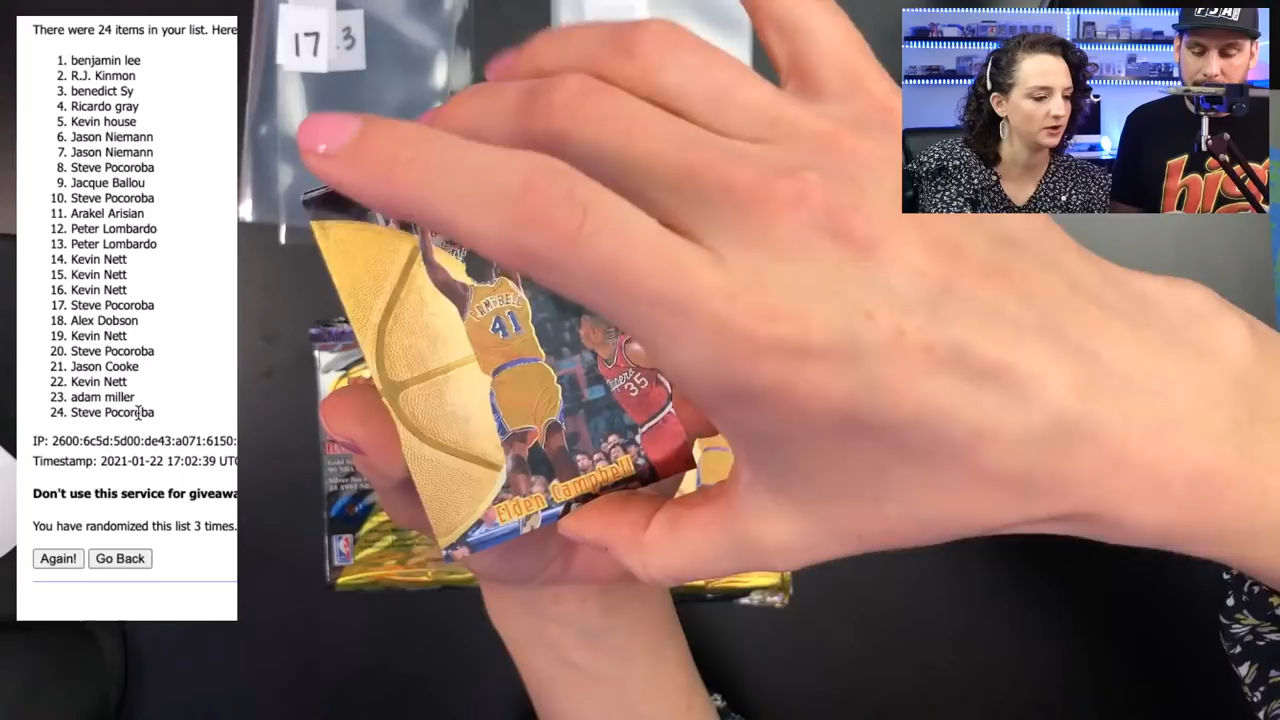 There were 24 items in your list. Here
1. benjamin lee
2. R.J. Kinmon
3. benedict Sy
4. Ricardo gray
5. Kevin house
6. Jason Niemann
7. Jason Niemann
8. Steve Pocoroba
9. Jacque Ballou
10. Steve Pocoroba
11. Arakel Arisian
12. Peter Lombardo
13. Peter Lombardo
14. Kevin Nett
15. Kevin Nett
16. Kevin Nett
17. Steve Pocoroba
18. Alex Dobson
19. Kevin Nett
20. Steve Pocoroba
21. Jason Cooke
22. Kevin Nett
23. adam miller
24. Steve Pocoroba
IP: 2600:6c5d:5d00:de43:a071:6150:
Timestamp: 2021-01-22 17:02:39 UTC
Don't use this service for giveawa
You have randomized this list 3 times.
Again! Go Back
17 .3
PSA
CAMPBELL
41
Clippers
35
Elden Campbell
NBA